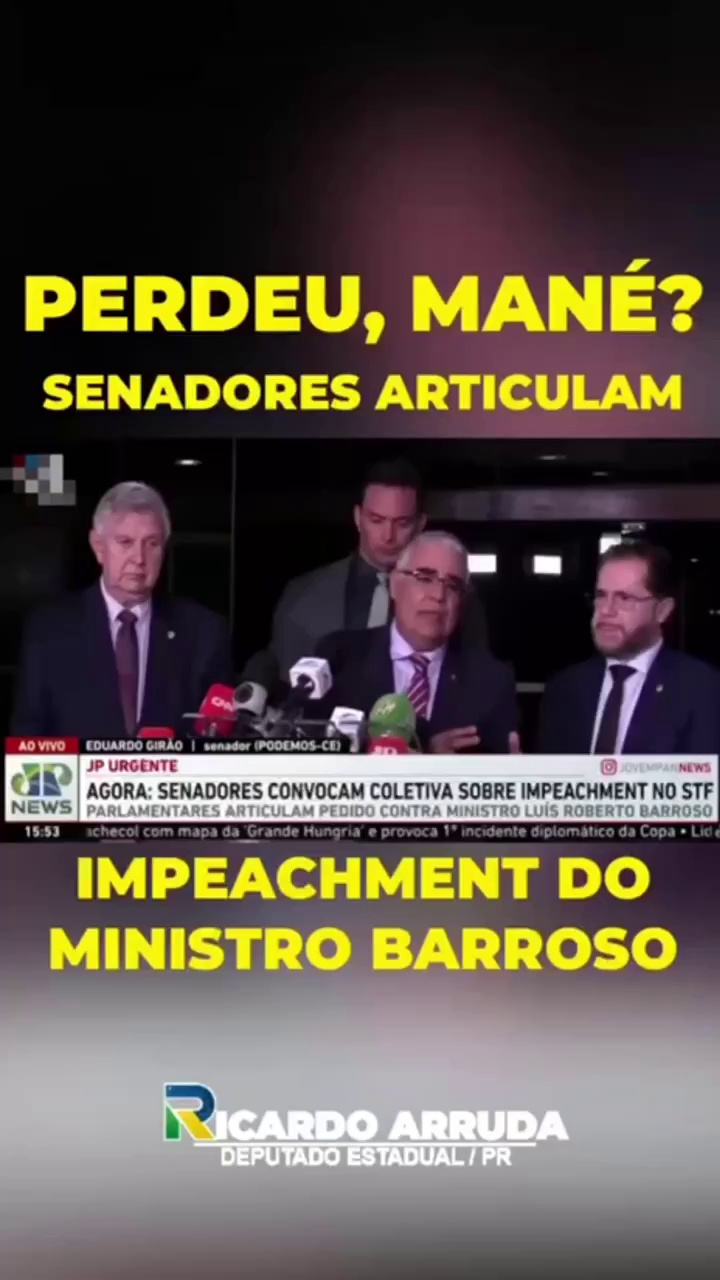 PERDEU, MANÉ?
SENADORES ARTICULAM
AO VIVO EDUARDO GIRÃO | senador (PODEMOS-CE)
JP NEWS
JP URGENTE
JOVEMPANNEWS
AGORA: SENADORES CONVOCAM COLETIVA SOBRE IMPEACHMENT NO STF
PARLAMENTARES ARTICULAM PEDIDO CONTRA MINISTRO LUÍS ROBERTO BARROSO
15:53 achecol com mapa da 'Grande Hungria' e provoca 1º incidente diplomático da Copa •
IMPEACHMENT DO
MINISTRO BARROSO
RICARDO ARRUDA
DEPUTADO ESTADUAL / PR